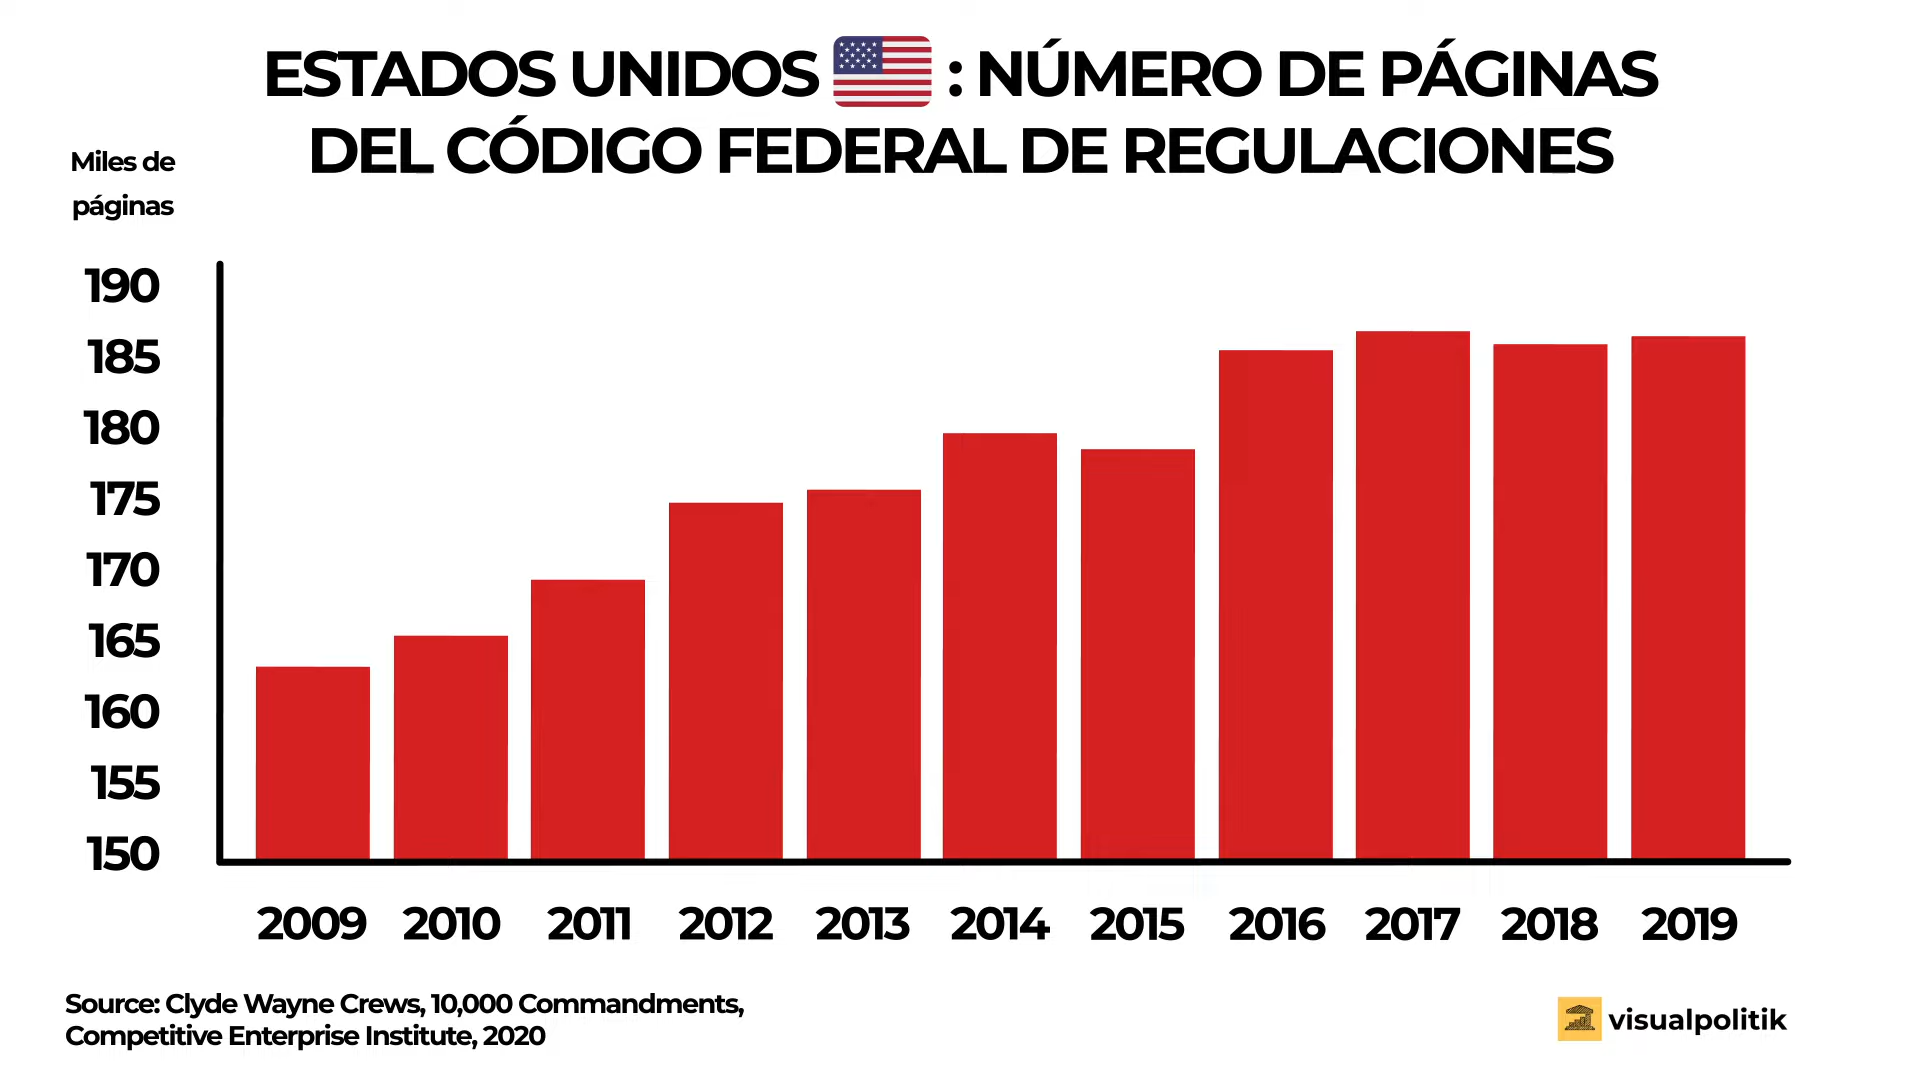 ESTADOS UNIDOS : NÚMERO DE PÁGINAS
DEL CÓDIGO FEDERAL DE REGULACIONES
Miles de
páginas
190
185
180
175
170
165
160
155
150
2009 2010 2011 2012 2013 2014 2015 2016 2017 2018 2019
Source: Clyde Wayne Crews, 10,000 Commandments,
Competitive Enterprise Institute, 2020
visualpolitik